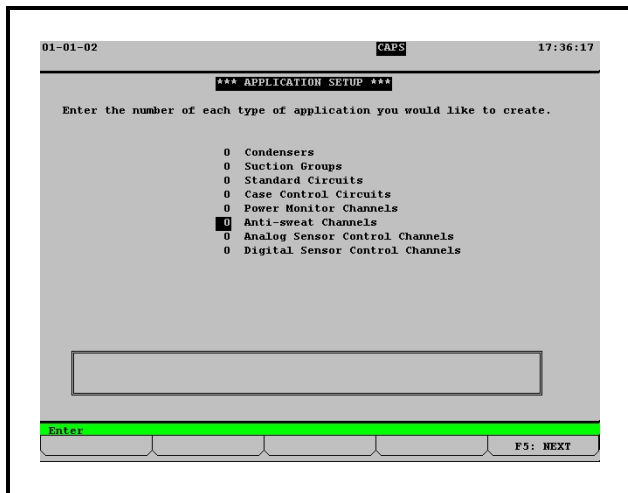 01-01-02 CAPS 17:36:17
*** APPLICATION SETUP ***
Enter the number of each type of application you would like to create.
0 Condensers
0 Suction Groups
0 Standard Circuits
0 Case Control Circuits
0 Power Monitor Channels
0 Anti-sweat Channels
0 Analog Sensor Control Channels
0 Digital Sensor Control Channels
Enter
F5: NEXT